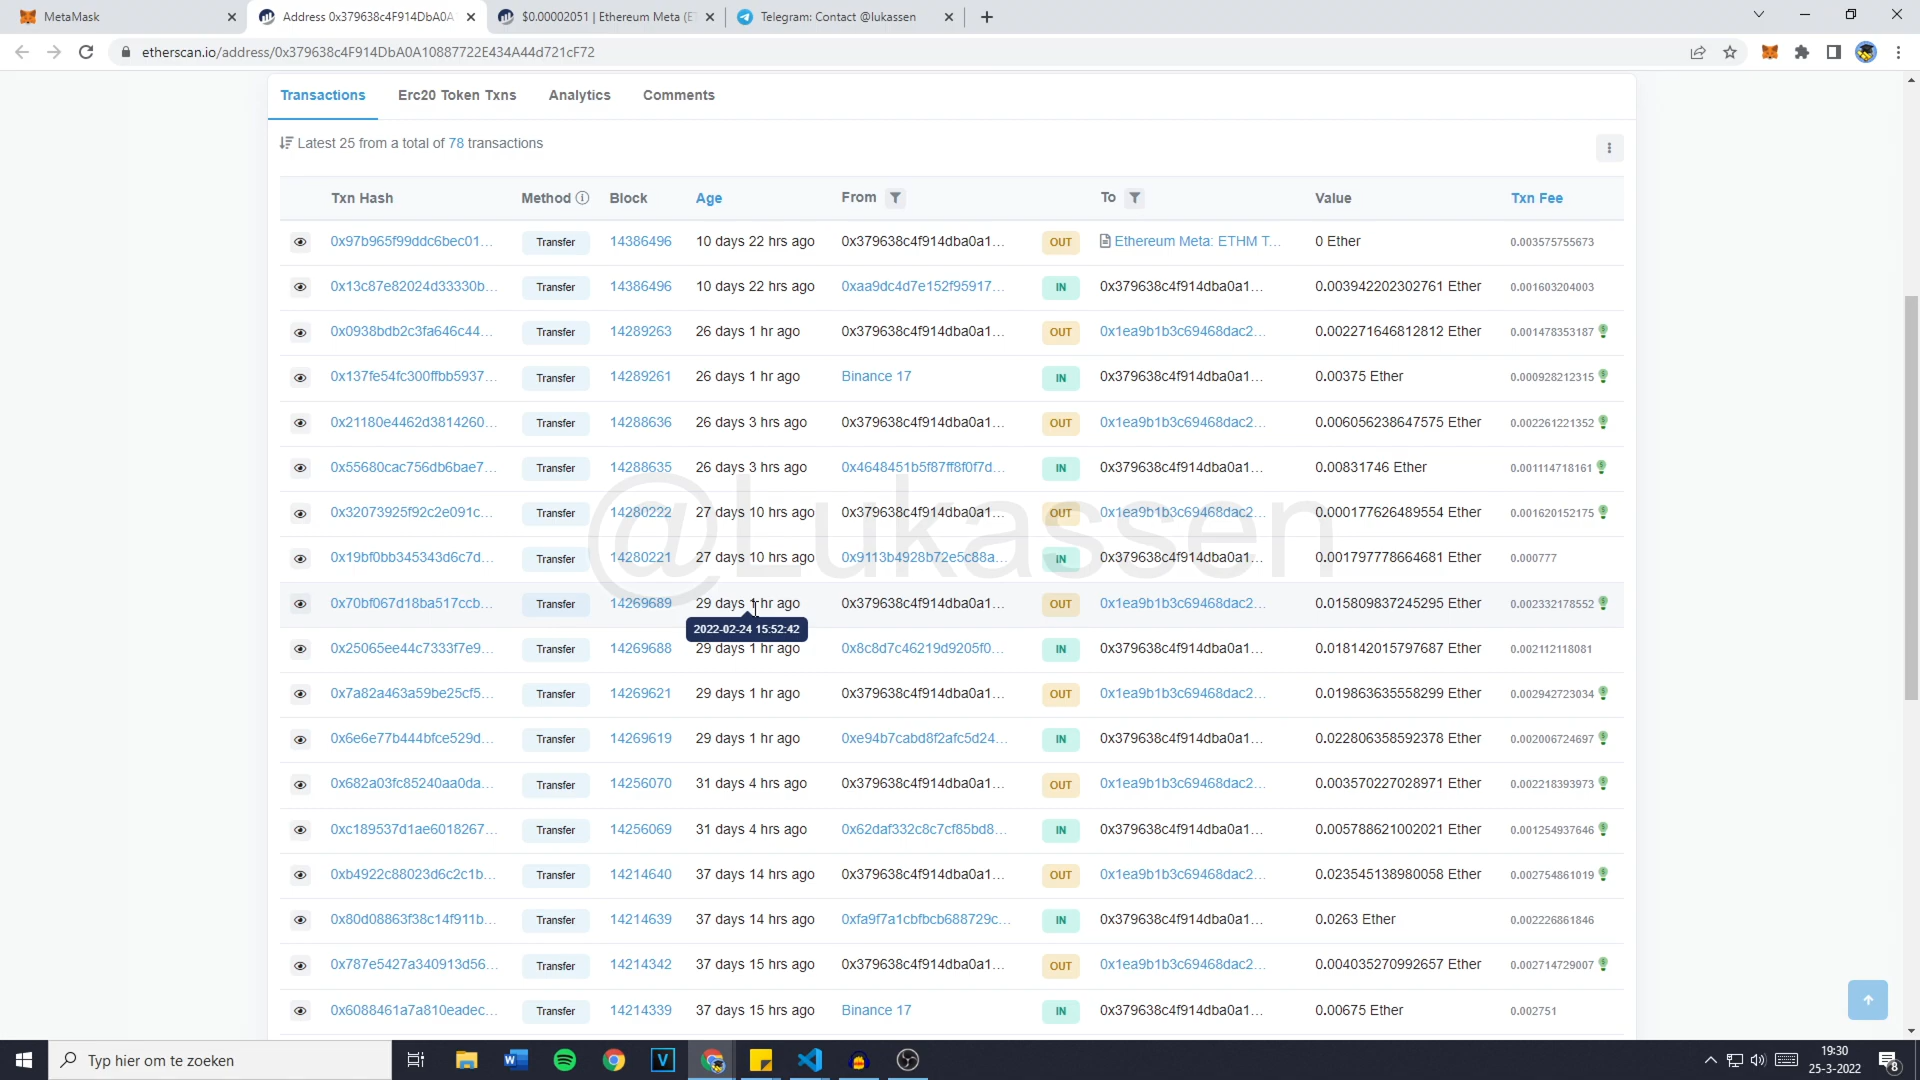 MetaMask
Address 0x379638c4F914DbA0A
$0.00002051 | Ethereum Meta (ET
Telegram: Contact @lukassen
etherscan.io/address/0x379638c4F914DbA0A10887722E434A44d721cF72
Transactions Erc20 Token Txns Analytics Comments
Latest 25 from a total of 78 transactions
Txn Hash Method Block Age From To Value Txn Fee
0x97b965f99ddc6bec01... Transfer 14386496 10 days 22 hrs ago 0x379638c4f914dba0a1... OUT Ethereum Meta: ETHM T... 0 Ether 0.003575755673
0x13c87e82024d33330b... Transfer 14386496 10 days 22 hrs ago 0xaa9dc4d7e152f95917... IN 0x379638c4f914dba0a1... 0.003942202302761 Ether 0.001603204003
0x0938bdb2c3fa646c44... Transfer 14289263 26 days 1 hr ago 0x379638c4f914dba0a1... OUT 0x1ea9b1b3c69468dac2... 0.002271646812812 Ether 0.001478353187
0x137fe54fc300ffbb5937... Transfer 14289261 26 days 1 hr ago Binance 17 IN 0x379638c4f914dba0a1... 0.00375 Ether 0.000928212315
0x21180e4462d3814260... Transfer 14288636 26 days 3 hrs ago 0x379638c4f914dba0a1... OUT 0x1ea9b1b3c69468dac2... 0.006056238647575 Ether 0.002261221352
0x55680cac756db6bae7... Transfer 14288635 26 days 3 hrs ago 0x4648451b5f87ff8f0f7d... IN 0x379638c4f914dba0a1... 0.00831746 Ether 0.001114718161
0x32073925f92c2e091c... Transfer 14280222 27 days 10 hrs ago 0x379638c4f914dba0a1... OUT 0x1ea9b1b3c69468dac2... 0.000177626489554 Ether 0.001620152175
@Lukassen
0x19bf0bb345343d6c7d... Transfer 14280221 27 days 10 hrs ago 0x9113b4928b72e5c88a... IN 0x379638c4f914dba0a1... 0.001797778664681 Ether 0.000777
0x70bf067d18ba517ccb... Transfer 14269689 29 days 1 hr ago 0x379638c4f914dba0a1... OUT 0x1ea9b1b3c69468dac2... 0.015809837245295 Ether 0.002332178552
2022-02-24 15:52:42
0x25065ee44c7333f7e9... Transfer 14269688 29 days 1 hr ago 0x8c8d7c46219d9205f0... IN 0x379638c4f914dba0a1... 0.018142015797687 Ether 0.002112118081
0x7a82a463a59be25cf5... Transfer 14269621 29 days 1 hr ago 0x379638c4f914dba0a1... OUT 0x1ea9b1b3c69468dac2... 0.019863635558299 Ether 0.002942723034
0x6e6e77b444bfce529d... Transfer 14269619 29 days 1 hr ago 0xe94b7cabd8f2afc5d24... IN 0x379638c4f914dba0a1... 0.022806358592378 Ether 0.002006724697
0x682a03fc85240aa0da... Transfer 14256070 31 days 4 hrs ago 0x379638c4f914dba0a1... OUT 0x1ea9b1b3c69468dac2... 0.003570227028971 Ether 0.002218393973
0xc189537d1ae6018267... Transfer 14256069 31 days 4 hrs ago 0x62daf332c8c7cf85bd8... IN 0x379638c4f914dba0a1... 0.005788621002021 Ether 0.001254937646
0xb4922c88023d6c2c1b... Transfer 14214640 37 days 14 hrs ago 0x379638c4f914dba0a1... OUT 0x1ea9b1b3c69468dac2... 0.023545138980058 Ether 0.002754861019
0x80d08863f38c14f911b... Transfer 14214639 37 days 14 hrs ago 0xfa9f7a1cbfbcb688729c... IN 0x379638c4f914dba0a1... 0.0263 Ether 0.002226861846
0x787e5427a340913d56... Transfer 14214342 37 days 15 hrs ago 0x379638c4f914dba0a1... OUT 0x1ea9b1b3c69468dac2... 0.004035270992657 Ether 0.002714729007
0x6088461a7a810eadec... Transfer 14214339 37 days 15 hrs ago Binance 17 IN 0x379638c4f914dba0a1... 0.00675 Ether 0.002751
Typ hier om te zoeken
19:30
25-3-2022
8